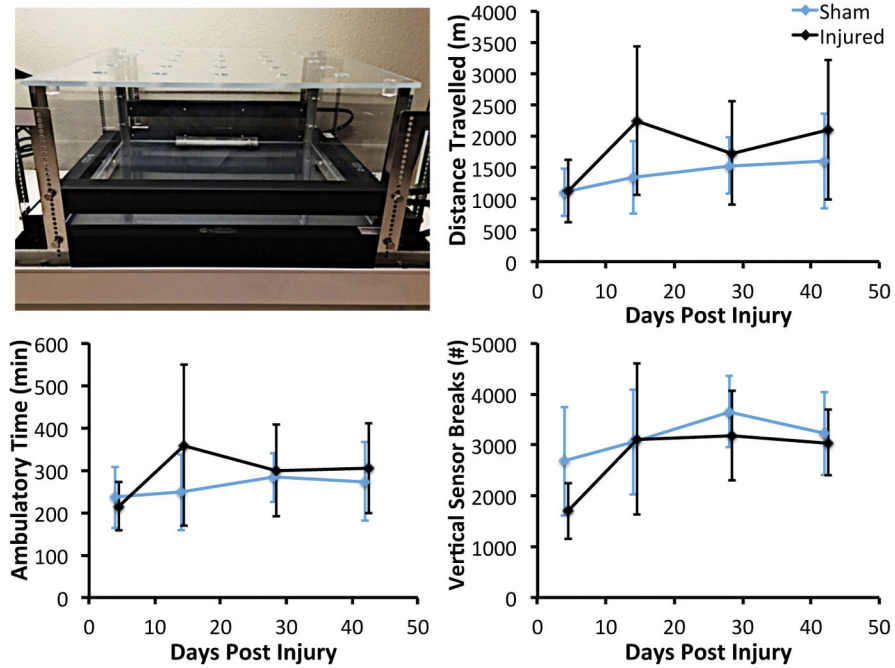 Sham
Injured
Distance Travelled (m)
4000
3500
3000
2500
2000
1500
1000
500
0
0 10 20 30 40 50
Days Post Injury
Ambulatory Time (min)
600
500
400
300
200
100
0
0 10 20 30 40 50
Days Post Injury
Vertical Sensor Breaks (#)
5000
4000
3000
2000
1000
0
0 10 20 30 40 50
Days Post Injury